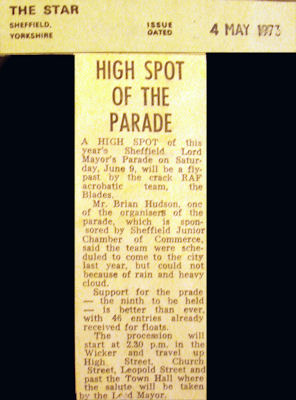 THE STAR
SHEFFIELD,
YORKSHIRE
ISSUE
DATED
4 MAY 1973
HIGH SPOT
OF THE
PARADE
A HIGH SPOT of this
year's Sheffield Lord
Mayor's Parade on Satur-
day, June 9, will be a fly-
past by the crack RAF
acrobatic team, the
Blades.
Mr. Brian Hudson, one
of the organisers of the
parade, which is spon-
sored by Sheffield Junior
Chamber of Commerce,
said the team were sche-
duled to come to the city
last year, but could not
because of rain and heavy
cloud.
Support for the prade
— the ninth to be held
— is better than ever,
with 46 entries already
received for floats.
The procession will
start at 2.30 p.m. in the
Wicker and travel up
High Street, Church
Street, Leopold Street and
past the Town Hall where
the salute will be taken
by the Lord Mayor.